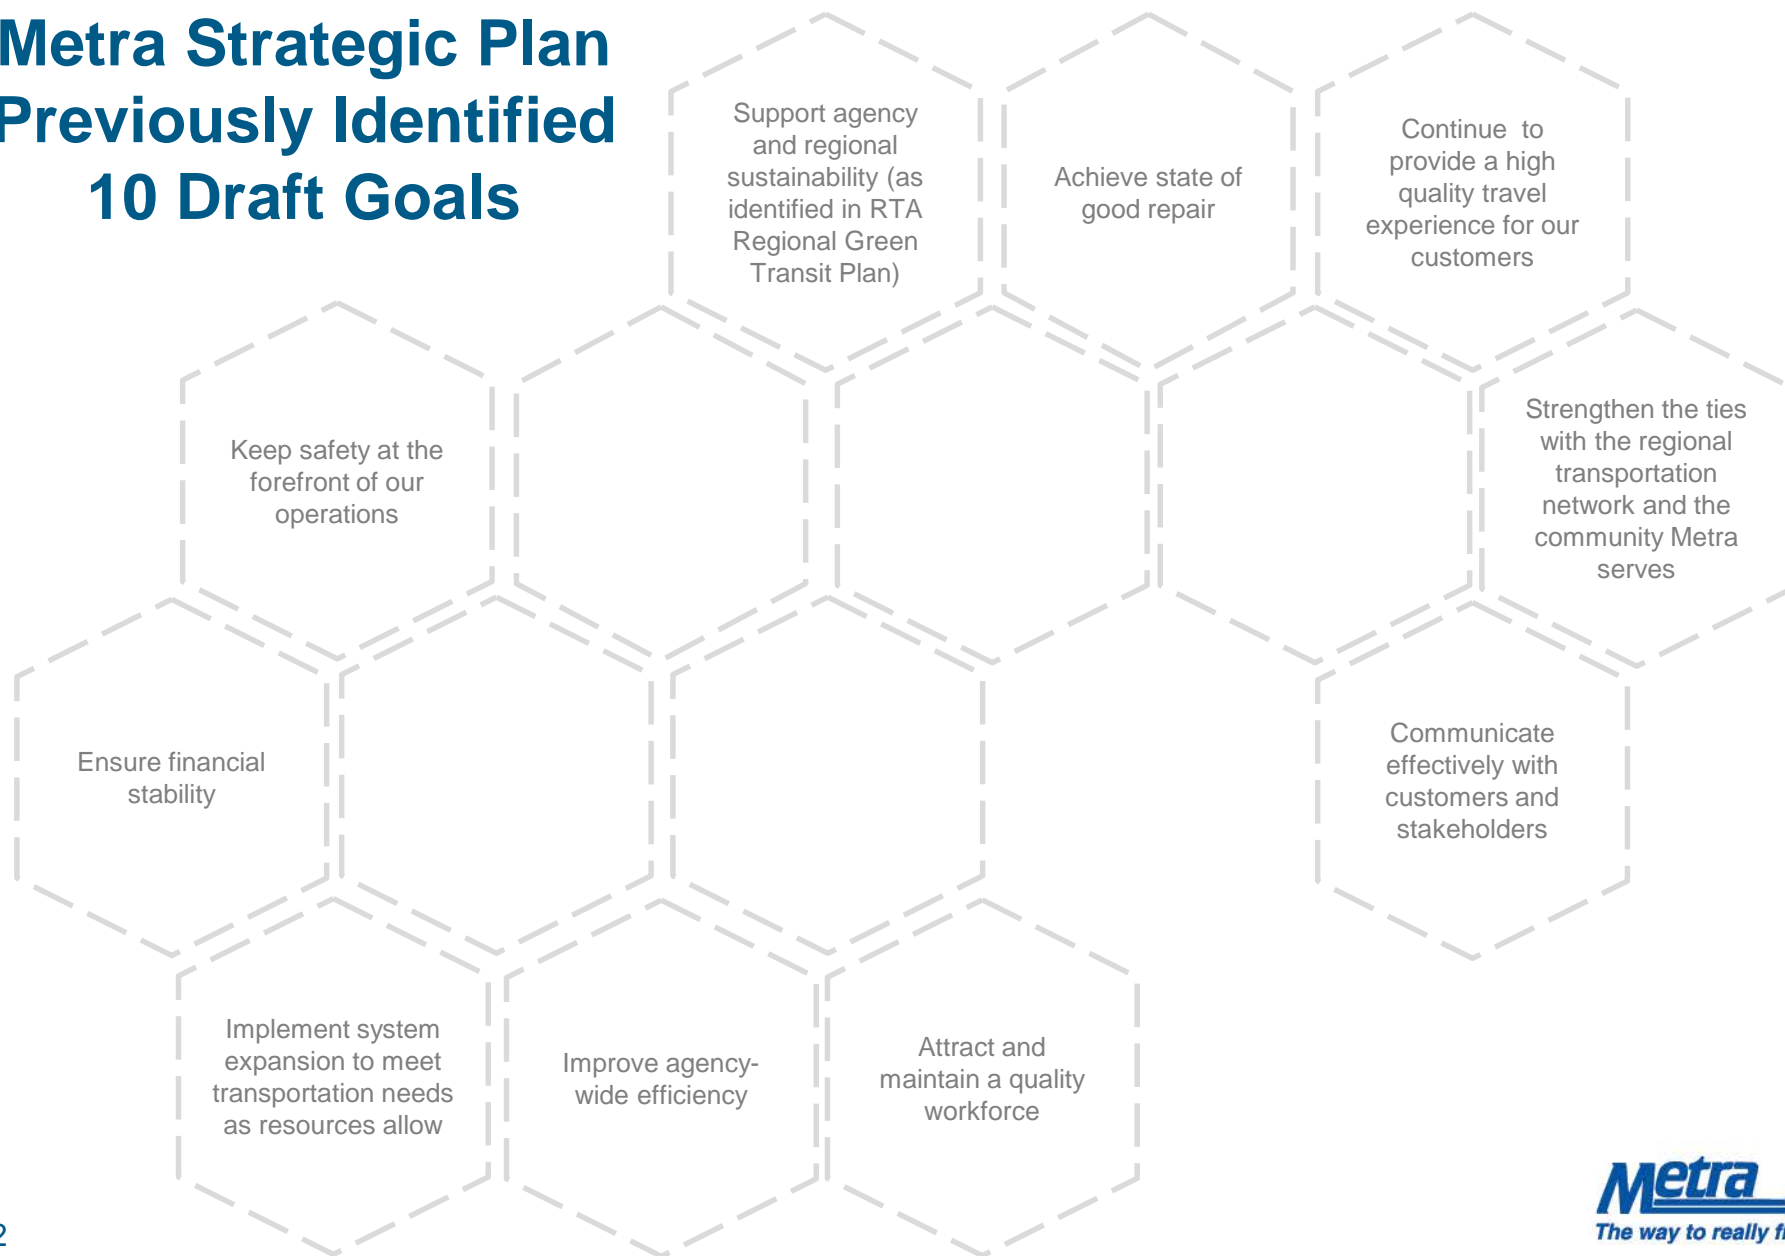 Metra Strategic Plan
Previously Identified
10 Draft Goals
Support agency
and regional
sustainability (as
identified in RTA
Regional Green
Transit Plan)
Achieve state of
good repair
Continue to
provide a high
quality travel
experience for our
customers
Keep safety at the
forefront of our
operations
Strengthen the ties
with the regional
transportation
network and the
community Metra
serves
Ensure financial
stability
Communicate
effectively with
customers and
stakeholders
Implement system
expansion to meet
transportation needs
as resources allow
Improve agency-
wide efficiency
Attract and
maintain a quality
workforce
Metra
The way to really
2